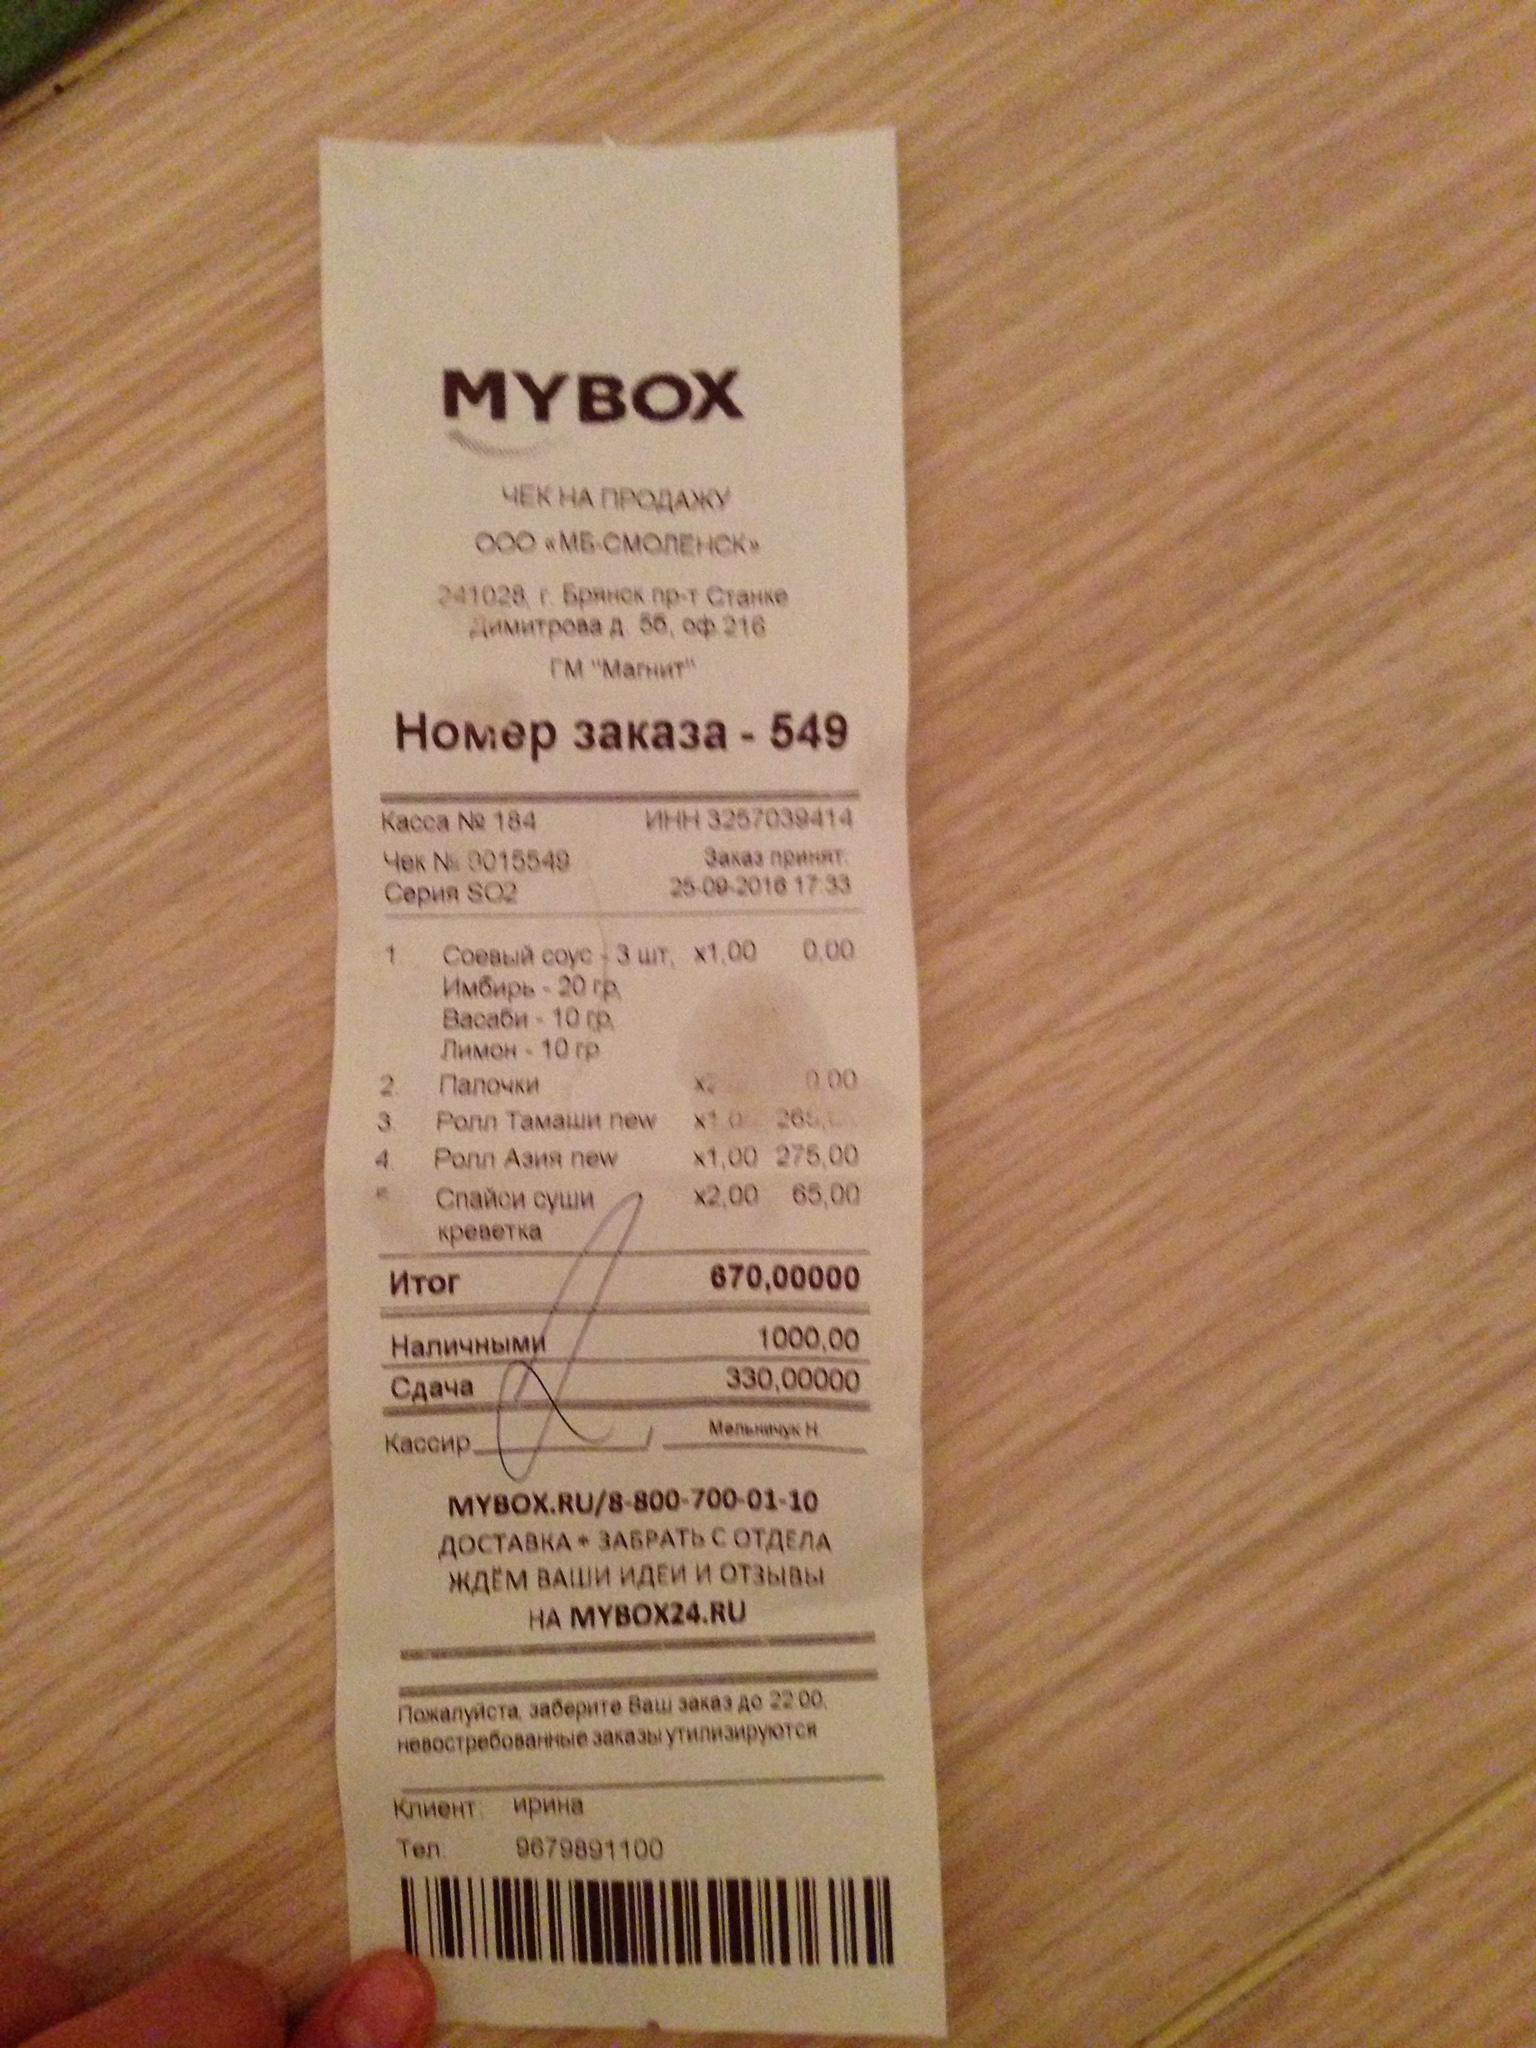 MYBOX
ЧЕК НА ПРОДАЖУ
ООО «МБ-СМОЛЕНСК»
241028, г. Брянск пр-т Станке
Димитрова д. 5б, оф.216
ГМ "Магнит"
Номер заказа - 549
Касса № 184 ИНН 3257039414
Чек № 0015549 Заказ принят:
Серия SO2 25-09-2016 17:33
1 Соевый соус - 3 шт, x1,00 0,00
Имбирь - 20 гр,
Васаби - 10 гр,
Лимон - 10 гр
2. Палочки 0,00
3. Ролл Тамаши new
4. Ролл Азия new x1,00 275,00
Спайси суши x2,00 65,00
креветка
Итог 670,00000
Наличными 1000,00
Сдача 330,00000
Кассир Мельничук Н.
MYBOX.RU/8-800-700-01-10
ДОСТАВКА + ЗАБРАТЬ С ОТДЕЛА
ЖДЁМ ВАШИ ИДЕИ И ОТЗЫВЫ
НА MYBOX24.RU
Пожалуйста, заберите Ваш заказ до 22:00,
невостребованные заказы утилизируются
Клиент: ирина
Тел: 9679891100